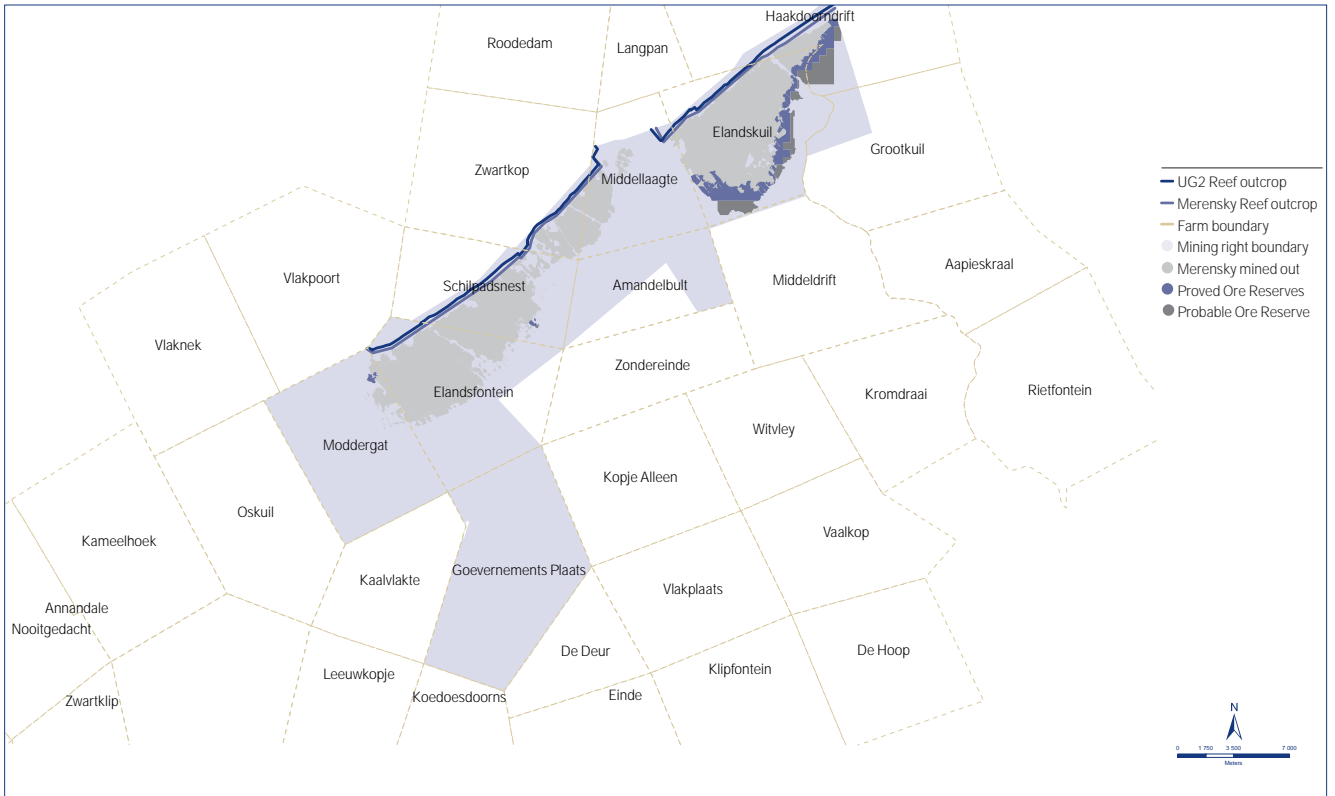 Haakdoorndrift
Roodedam
Langpan
Elandskuil
Grootkuil
Zwartkop
Middellaagte
UG2 Reef outcrop
Merensky Reef outcrop
Farm boundary
Mining right boundary
Merensky mined out
Proved Ore Reserves
Probable Ore Reserve
Vlakpoort
Schilpadsnest
Amandelbult
Middeldrift
Aapieskraal
Vlaknek
Zondereinde
Elandsfontein
Kromdraai
Rietfontein
Moddergat
Witvley
Kopje Alleen
Oskuil
Kameelhoek
Vaalkop
Kaalvlakte
Goevernements Plaats
Vlakplaats
Annandale
Nooitgedacht
De Deur
De Hoop
Leeuwkopje
Klipfontein
Koedoesdoorns
Einde
Zwartklip
N
0 1 750 3 500 7 000
Meters